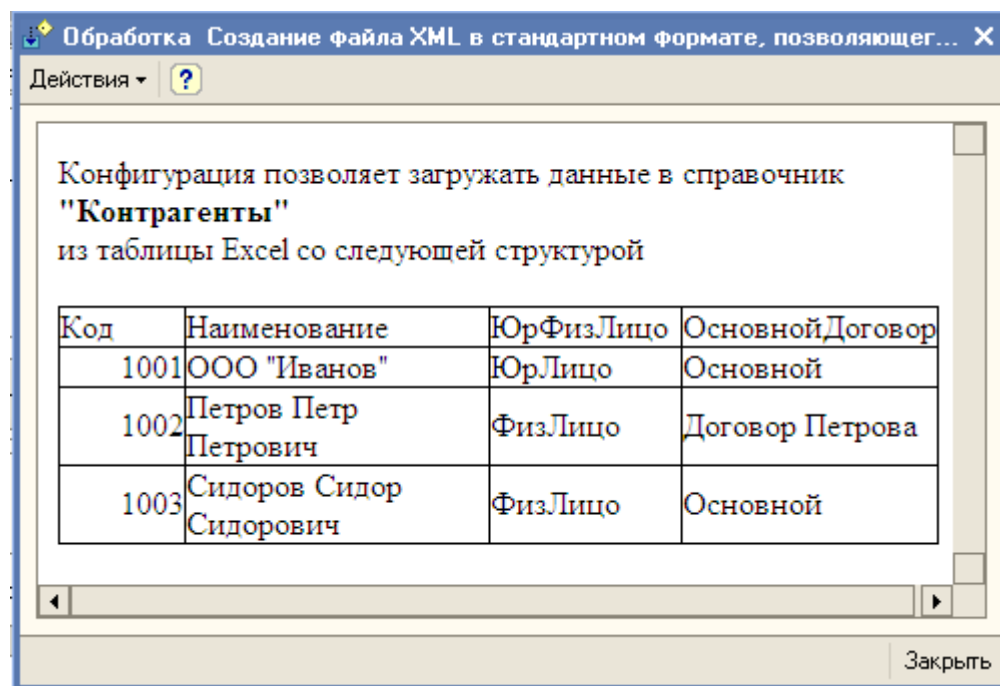 Обработка Создание файла XML в стандартном формате, позволяющег...
Действия
?
Конфигурация позволяет загружать данные в справочник
"Контрагенты"
из таблицы Excel со следующей структурой
Код Наименование ЮрФизЛицо ОсновнойДоговор
1001 ООО "Иванов" ЮрЛицо Основной
1002 Петров Петр
Петрович ФизЛицо Договор Петрова
1003 Сидоров Сидор
Сидорович ФизЛицо Основной
Закрыть